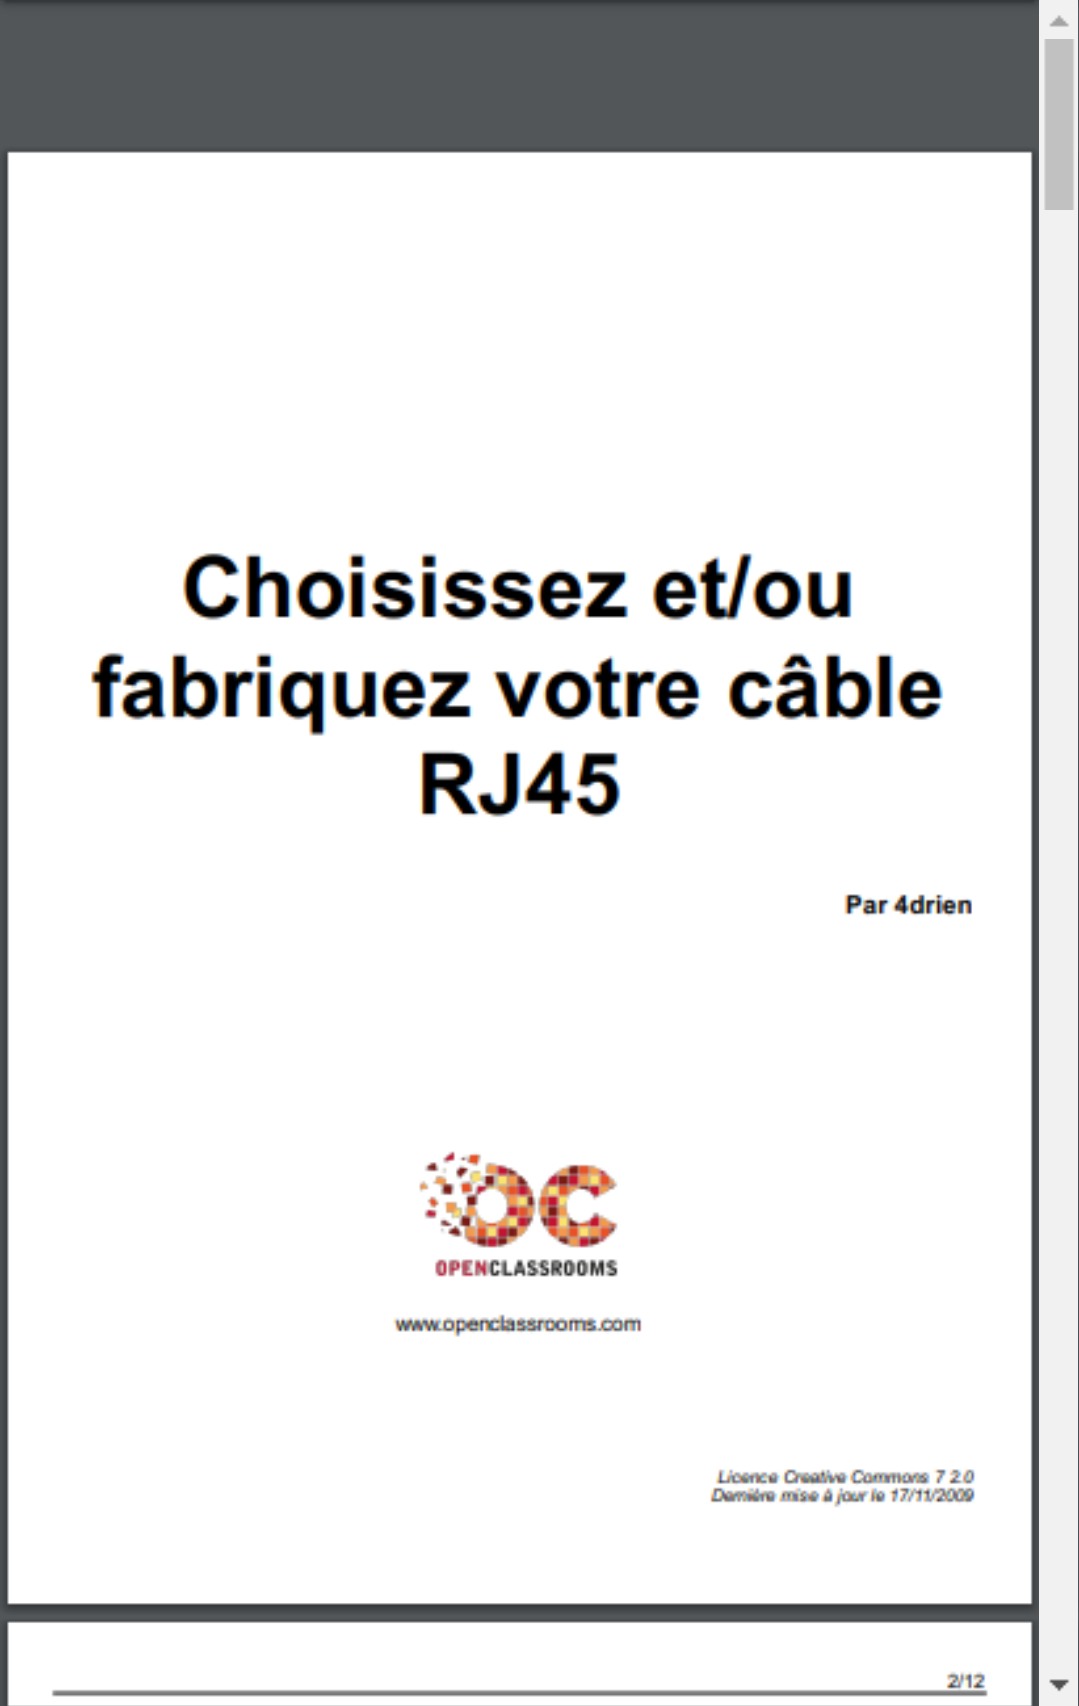 Choisissez et/ou
fabriquez votre câble
RJ45
Par 4drien
OPENCLASSROOMS
www.openclassrooms.com
Licence Creative Commons 7 2.0
Dernière mise à jour le 17/11/2009
2/12